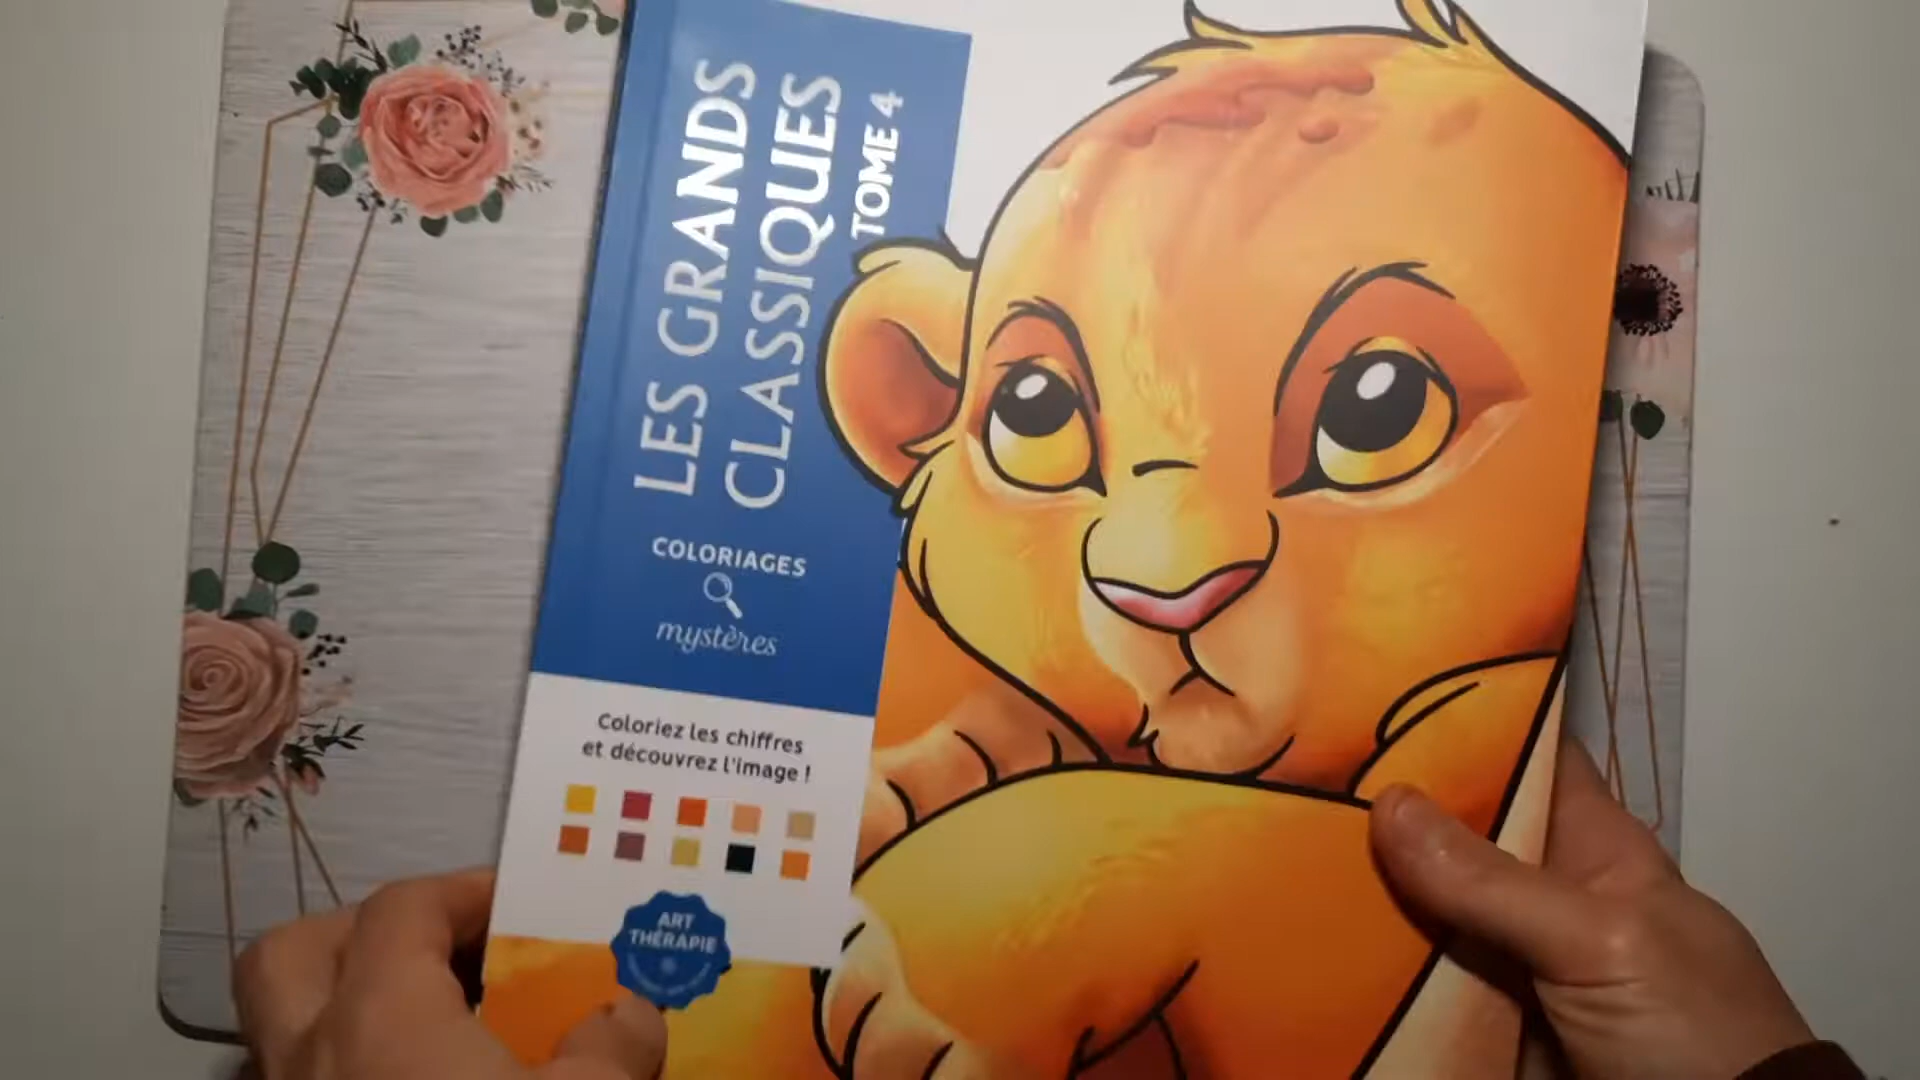 LES GRANDS
CLASSIQUES
TOME 4
COLORIAGES
mystères
Coloriez les chiffres
et découvrez l'image !
ART
THÉRAPIE